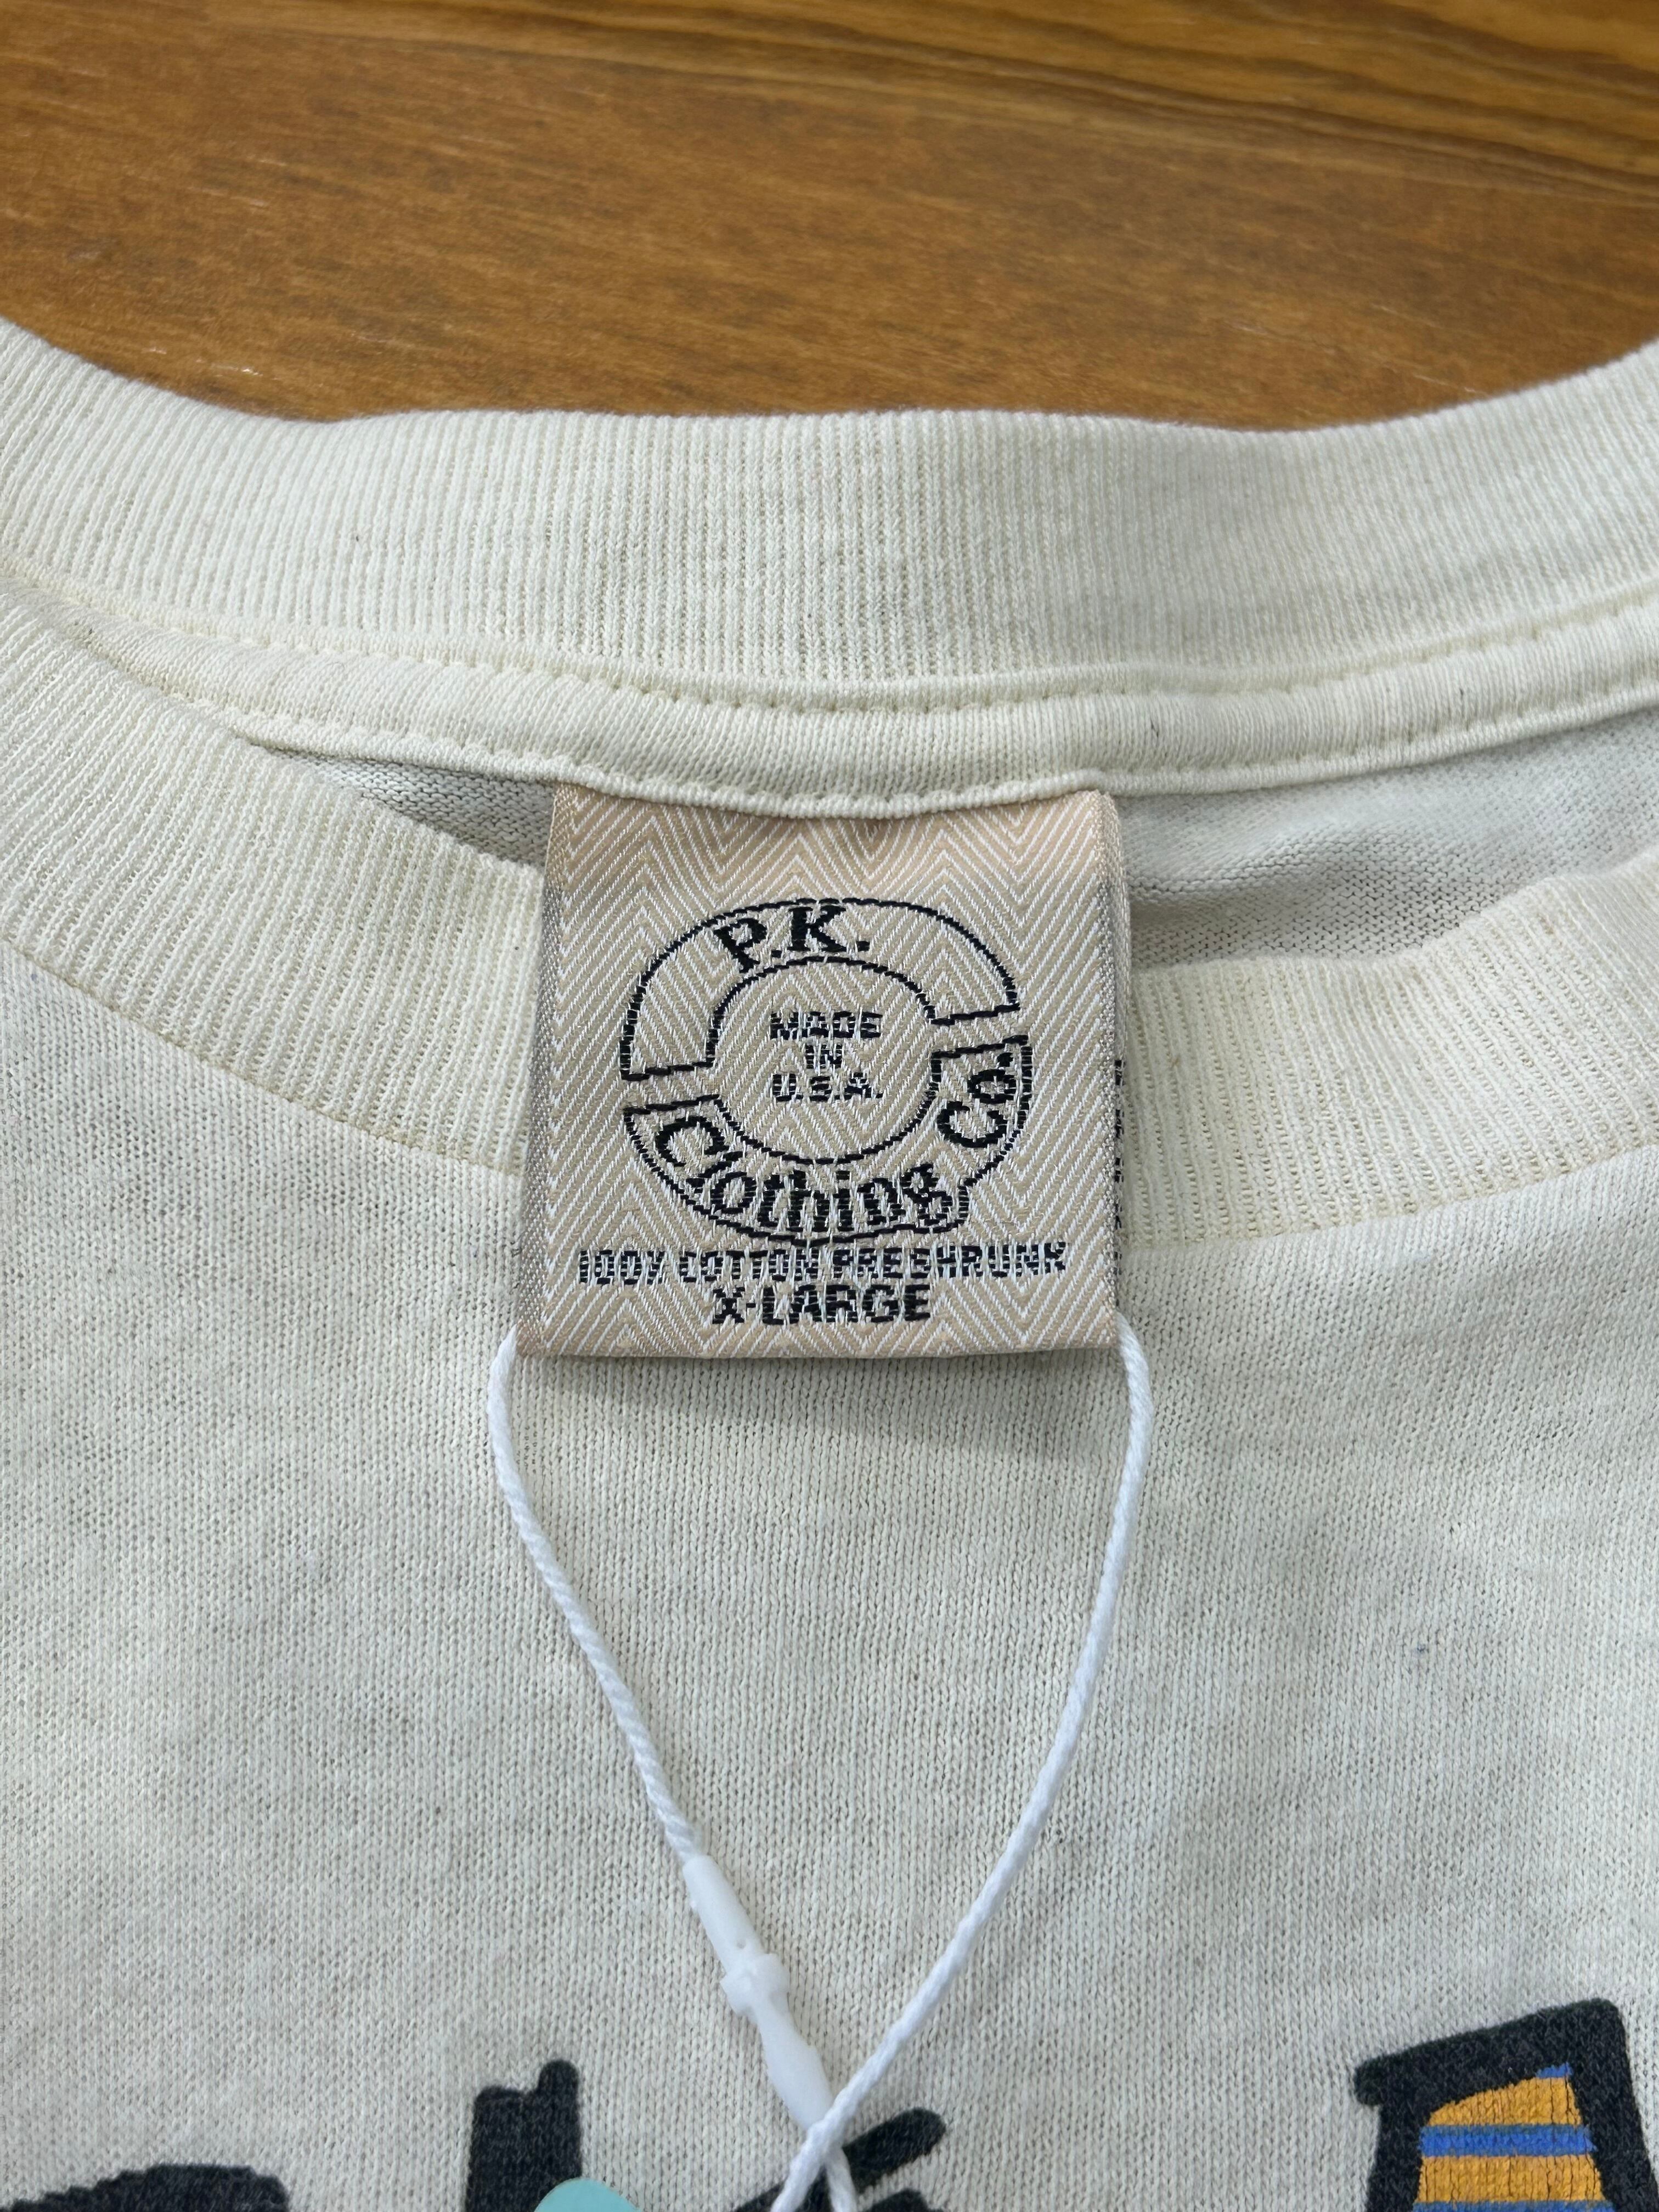 P.K.
MADE
IN
U.S.A.
Clothing Co.
100% COTTON PRESHRUNK
X-LARGE